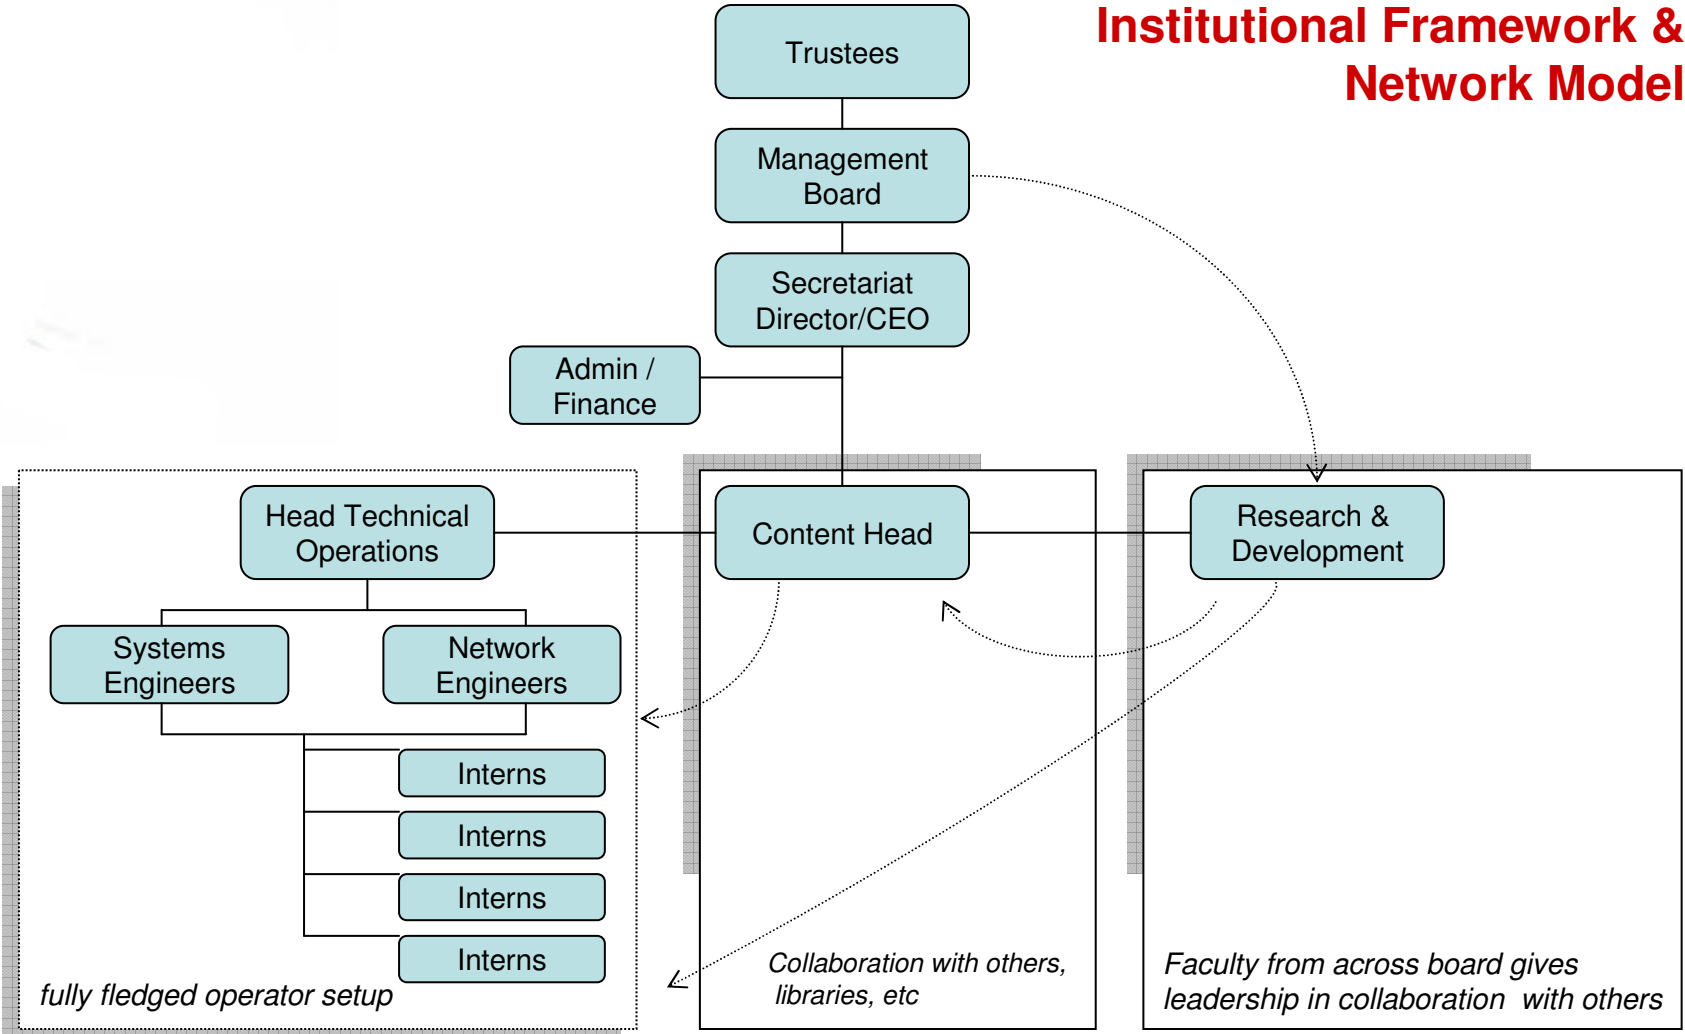 Institutional Framework &
Network Model
Trustees
Management
Board
Secretariat
Director/CEO
Admin /
Finance
Head Technical
Operations
Content Head
Research &
Development
Systems
Engineers
Network
Engineers
Interns
Interns
Interns
Interns
fully fledged operator setup
Collaboration with others,
libraries, etc
Faculty from across board gives
leadership in collaboration with others